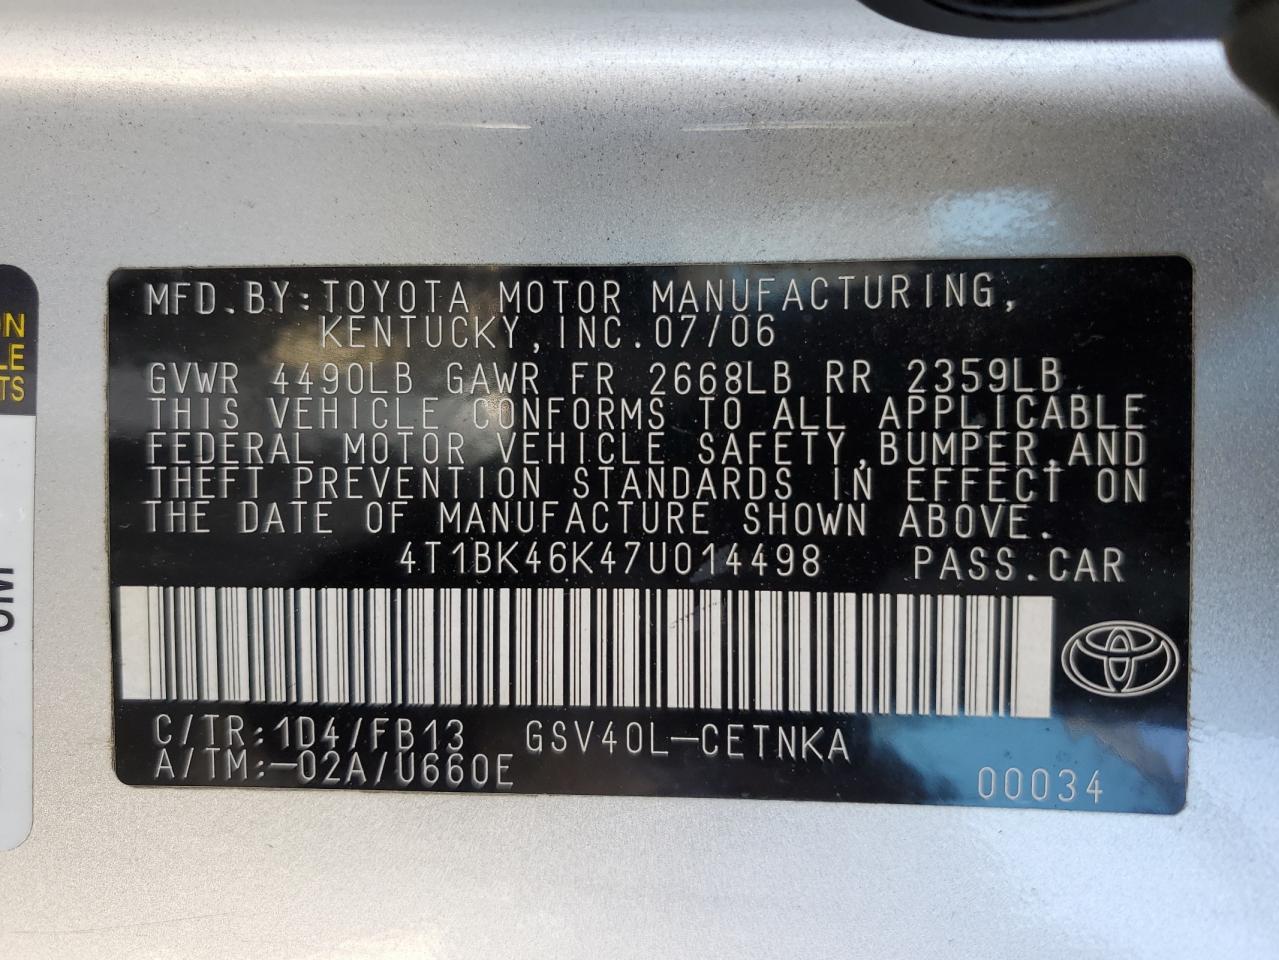 MFD.BY:TOYOTA MOTOR MANUFACTURING,
KENTUCKY,INC.07/06
GVWR 4490LB GAWR FR 2668LB RR 2359LB
THIS VEHICLE CONFORMS TO ALL APPLICABLE
FEDERAL MOTOR VEHICLE SAFETY,BUMPER,AND
THEFT PREVENTION STANDARDS IN EFFECT ON
THE DATE OF MANUFACTURE SHOWN ABOVE.
4T1BK46K47U014498 PASS.CAR
C/TR:1D4/FB13 GSV40L-CETNKA
A/TM:-02A/U660E
00034